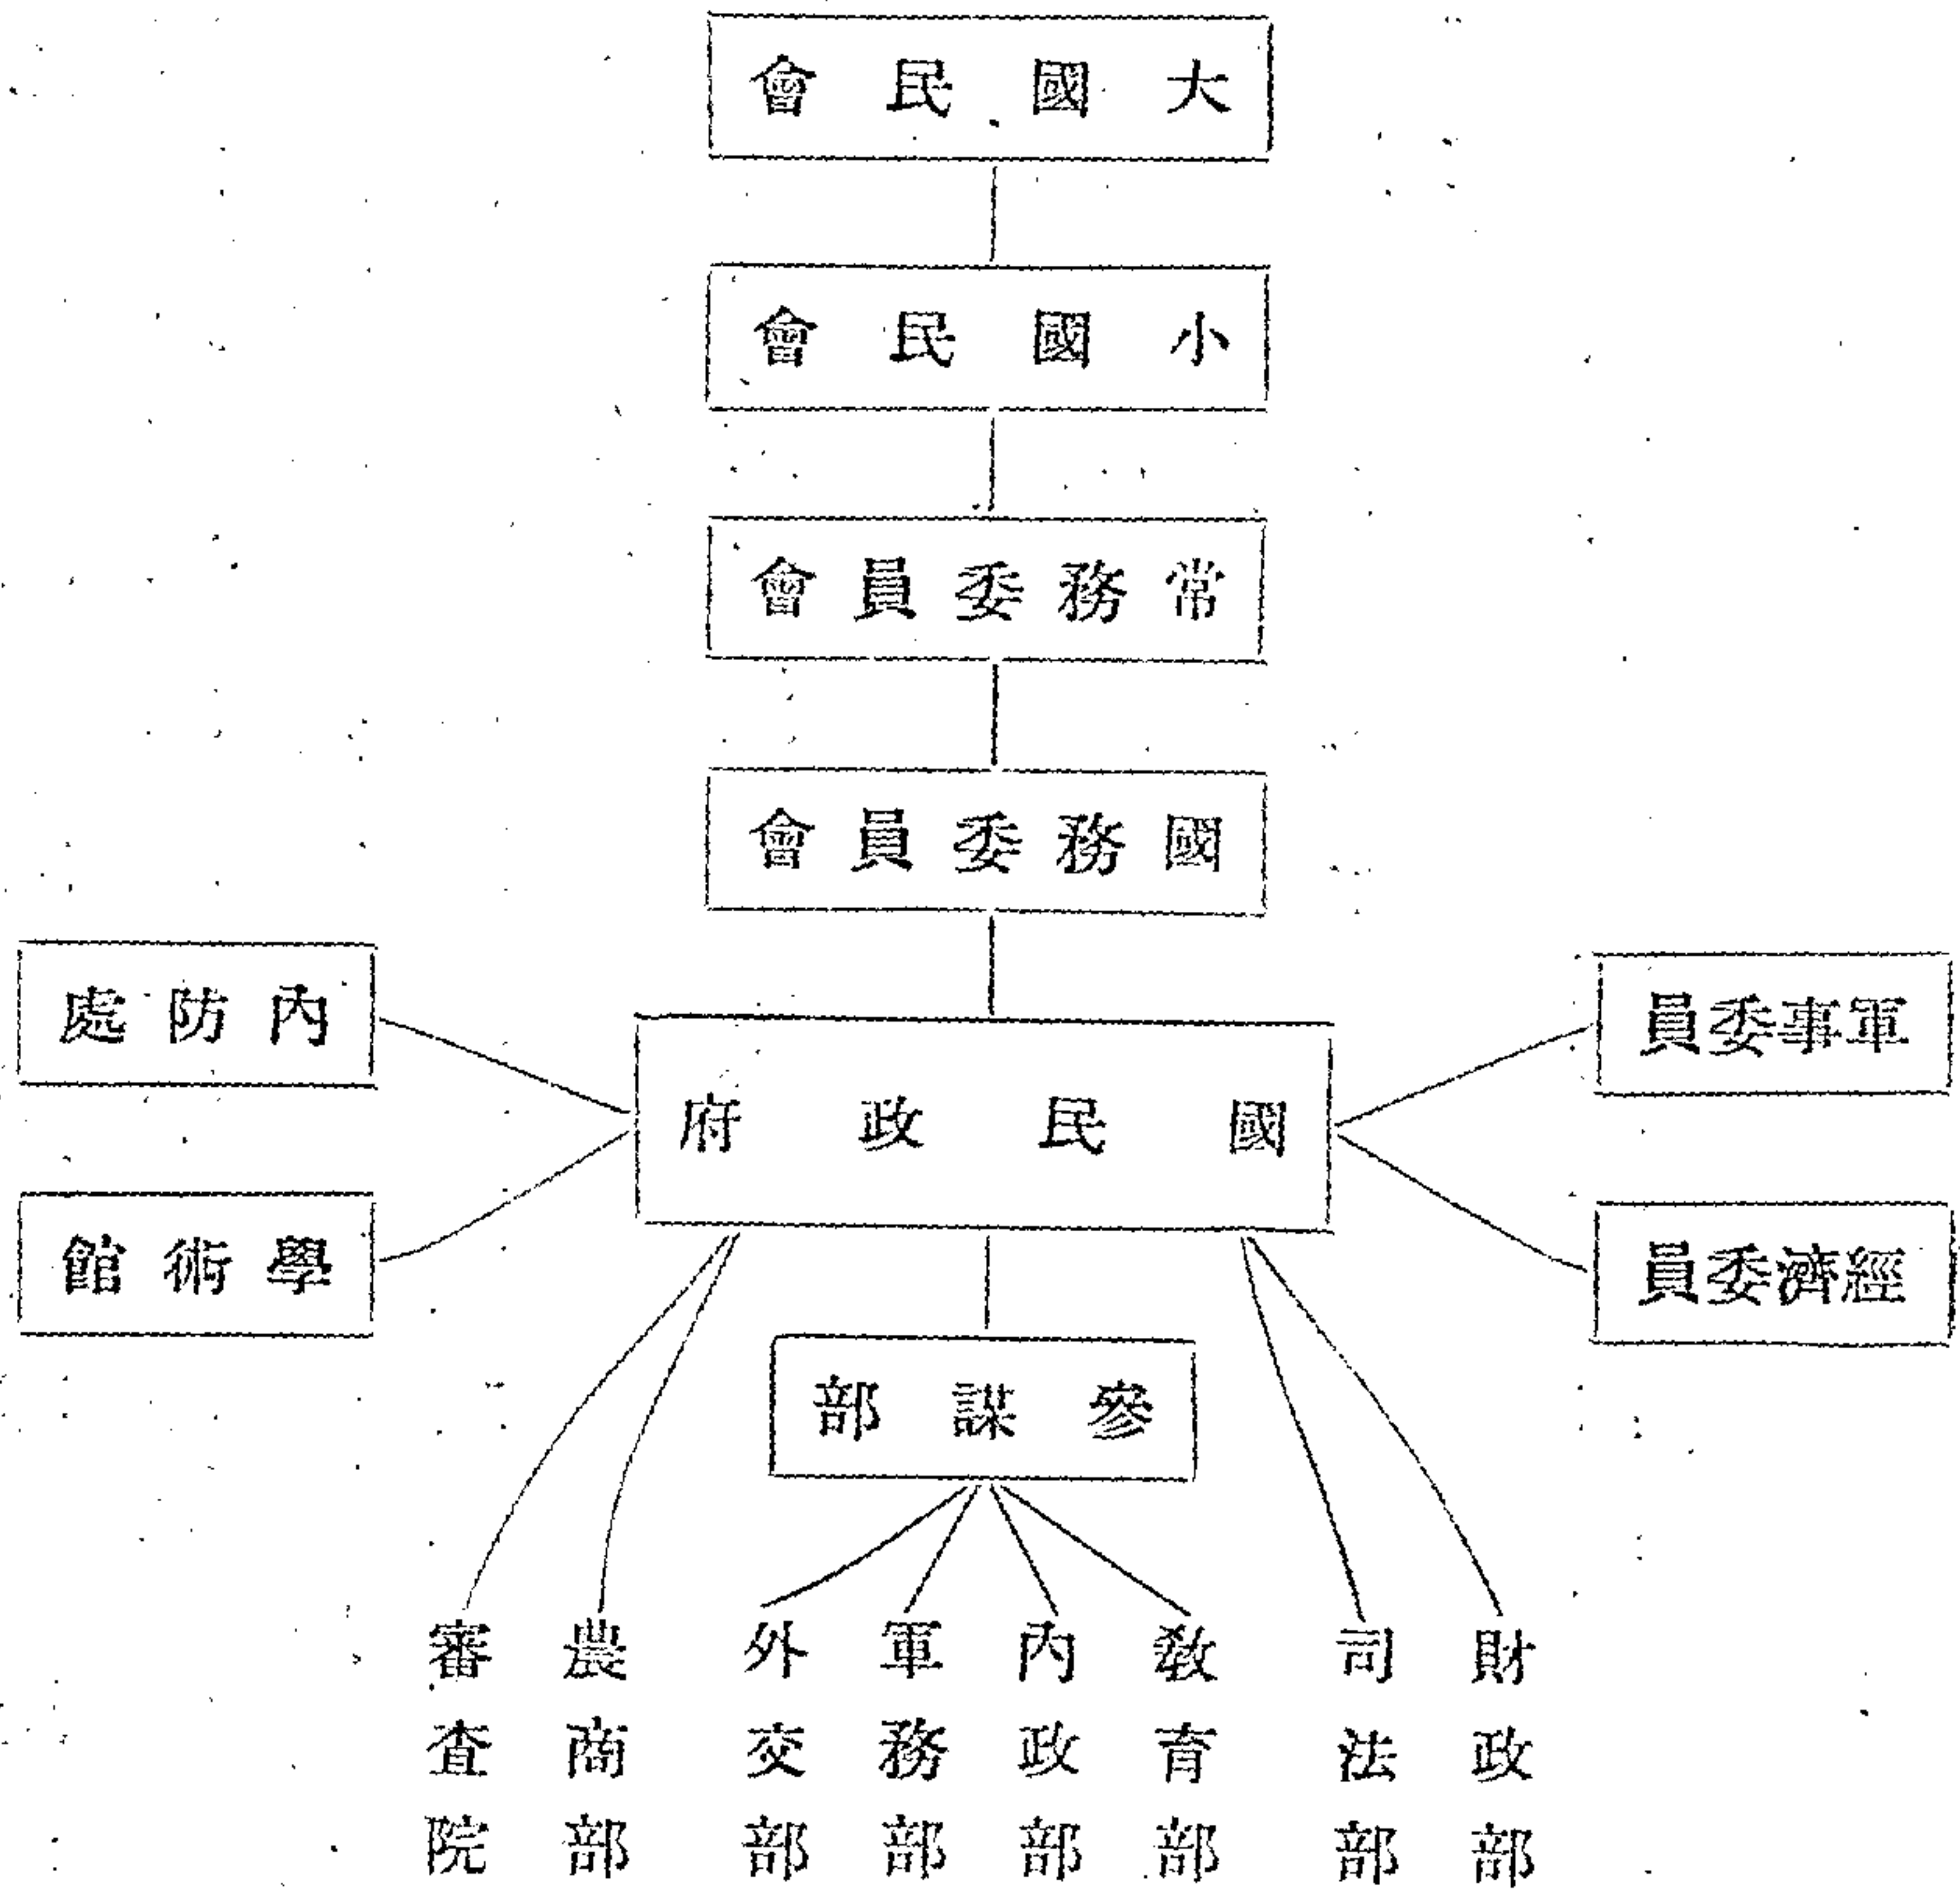 大國民會
小國民會
常務委員會
國務委員會
軍事委員
內防處
國民政府
經濟委員
學術館
參謀部
財政部
司法部
教育部
內政部
軍務部
外交部
農商部
審查院